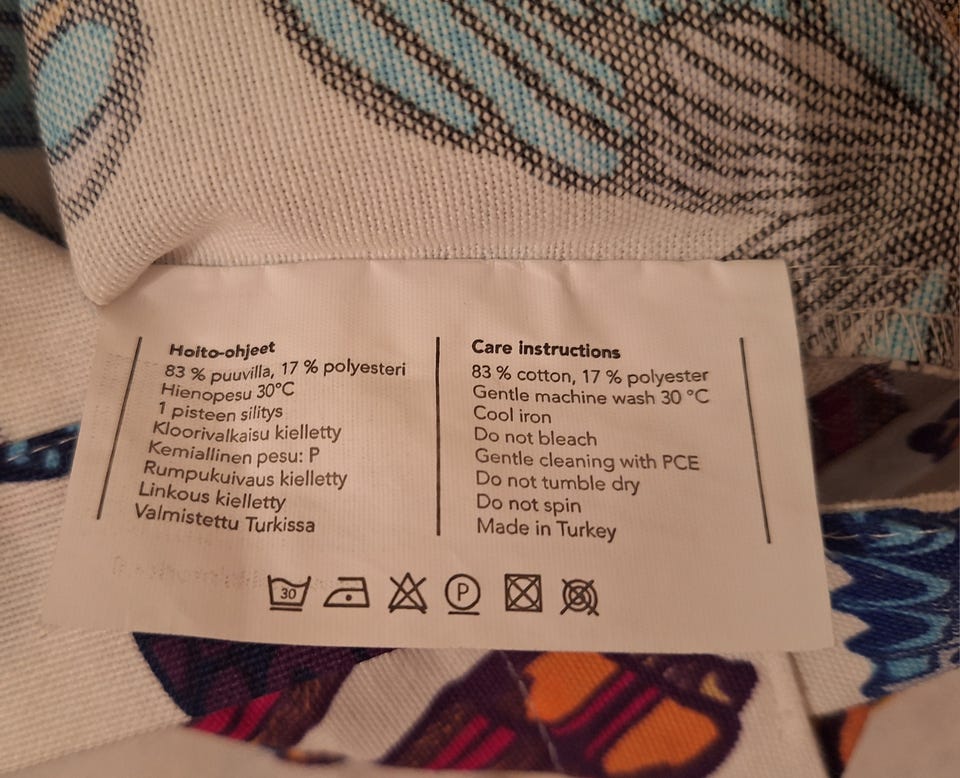 Hoito-ohjeet
83 % puuvilla, 17 % polyesteri
Hienopesu 30°C
1 pisteen silitys
Kloorivalkaisu kielletty
Kemiallinen pesu: P
Rumpukuivaus kielletty
Linkous kielletty
Valmistettu Turkissa
Care instructions
83 % cotton, 17 % polyester
Gentle machine wash 30 °C
Cool iron
Do not bleach
Gentle cleaning with PCE
Do not tumble dry
Do not spin
Made in Turkey
30 P